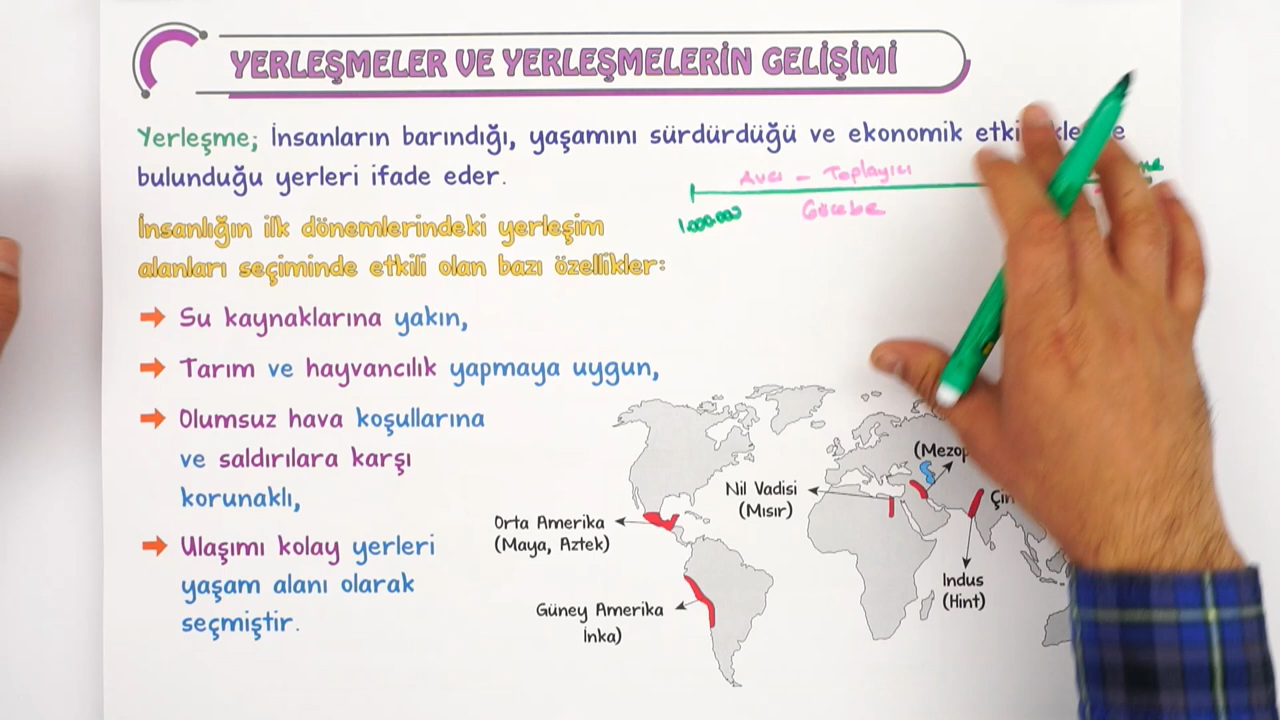 YERLEŞMELER VE YERLEŞMELERİN GELİŞİMİ
Yerleşme; İnsanların barındığı, yaşamını sürdürdüğü ve ekonomik
bulunduğu yerleri ifade eder.
Avcı - Toplayıcı
1.000.000
Göcebe
İnsanlığın ilk dönemlerindeki yerleşim
alanları seçiminde etkili olan bazı özellikler:
Su kaynaklarına yakın,
Tarım ve hayvancılık yapmaya uygun,
Olumsuz hava koşullarına
ve saldırılara karşı
korunaklı,
Ulaşımı kolay yerleri
yaşam alanı olarak
seçmiştir.
Nil Vadisi
(Mısır)
Orta Amerika
(Maya, Aztek)
Güney Amerika
İnka)
Indus
(Hint)